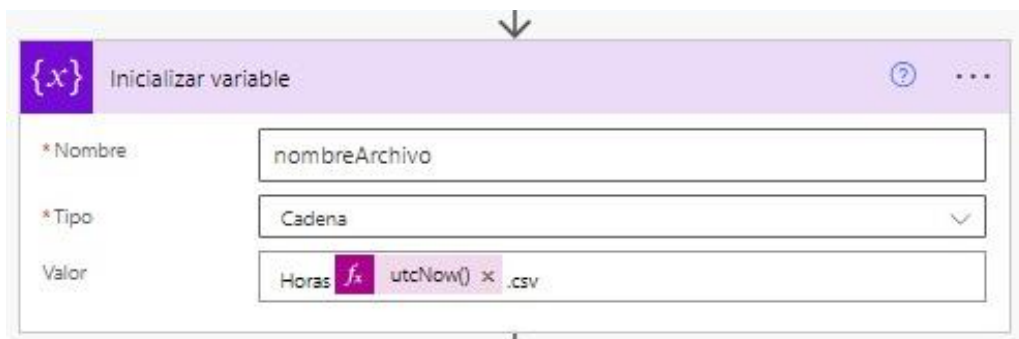 {x} Inicializar variable ? ...
* Nombre nombreArchivo
* Tipo Cadena
Valor Horas fx utcNow() × .csv